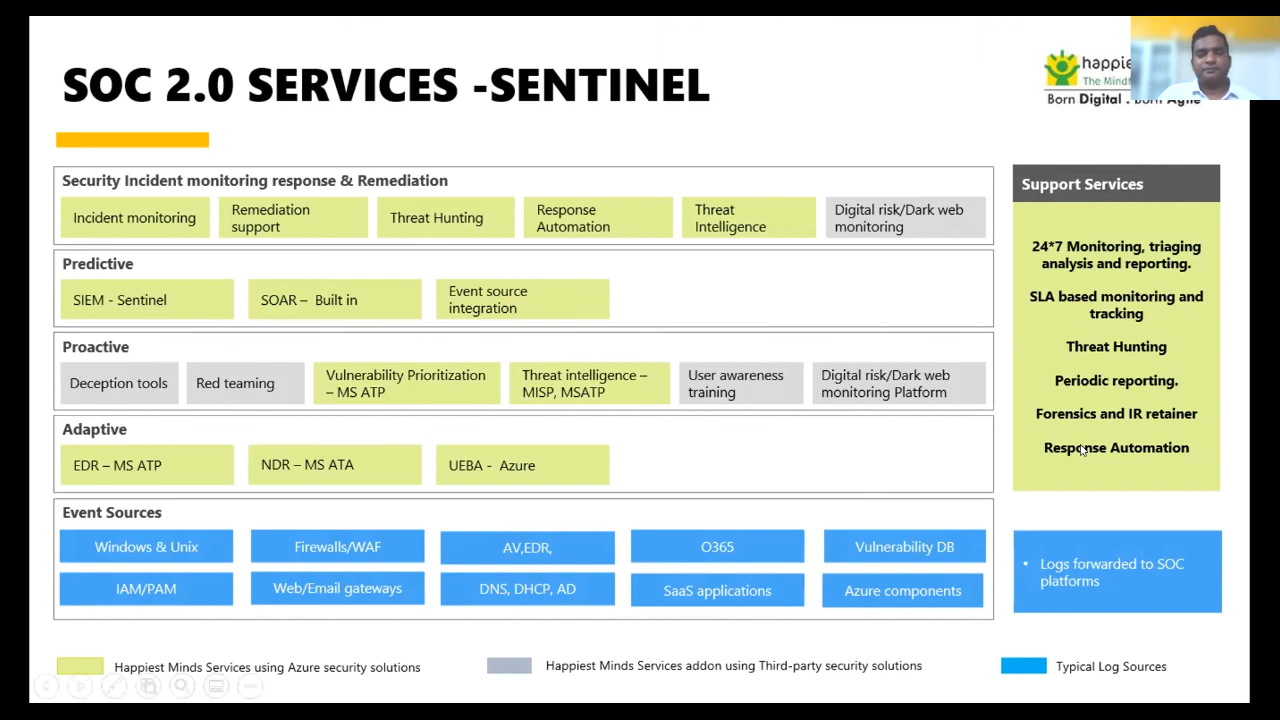 SOC 2.0 SERVICES -SENTINEL
The
Born Digital . Born Agile
Security Incident monitoring response & Remediation
Incident monitoring
Remediation
support
Threat Hunting
Response
Automation
Threat
Intelligence
Digital risk/Dark web
monitoring
Predictive
SIEM - Sentinel
SOAR – Built in
Event source
integration
Proactive
Deception tools
Red teaming
Vulnerability Prioritization
– MS ATP
Threat intelligence –
MISP, MSATP
User awareness
training
Digital risk/Dark web
monitoring Platform
Adaptive
EDR – MS ATP
NDR – MS ATA
UEBA - Azure
Event Sources
Windows & Unix
Firewalls/WAF
AV,EDR,
O365
Vulnerability DB
IAM/PAM
Web/Email gateways
DNS, DHCP, AD
SaaS applications
Azure components
Support Services
24*7 Monitoring, triaging
analysis and reporting.
SLA based monitoring and
tracking
Threat Hunting
Periodic reporting.
Forensics and IR retainer
Response Automation
• Logs forwarded to SOC
platforms
Happiest Minds Services using Azure security solutions
Happiest Minds Services addon using Third-party security solutions
Typical Log Sources